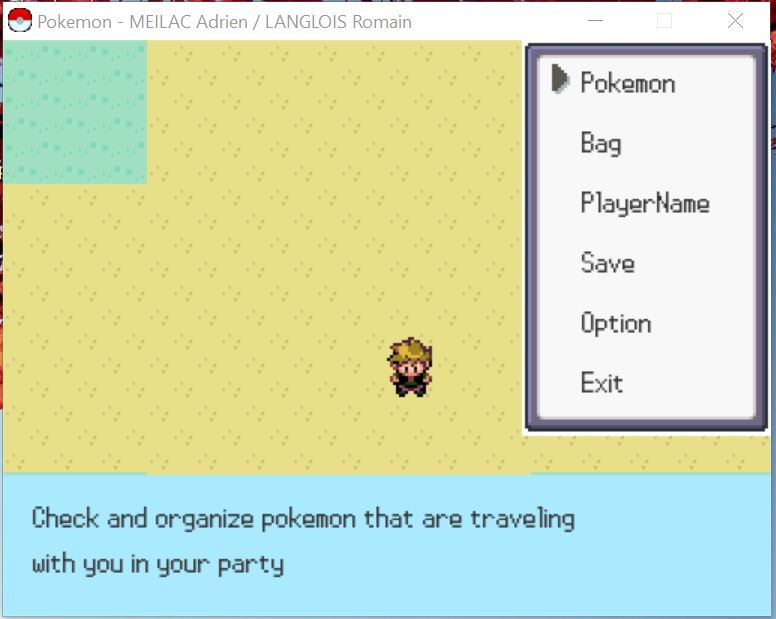 Pokemon - MEILAC Adrien / LANGLOIS Romain
Pokemon
Bag
PlayerName
Save
Option
Exit
Check and organize pokemon that are traveling
with you in your party